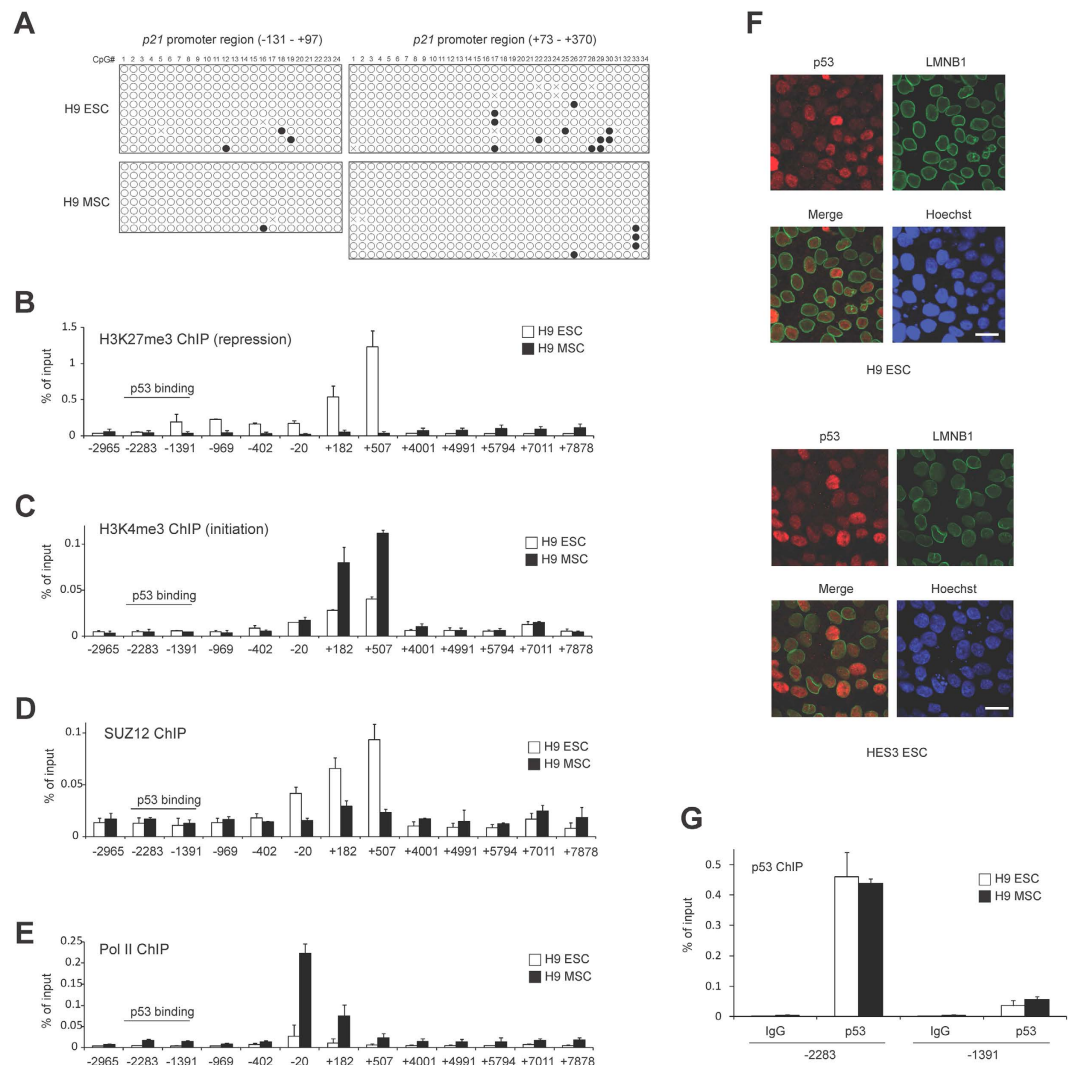 A
p21 promoter region (-131 - +97)
p21 promoter region (+73 - +370)
CpG#
1 2 3 4 5 6 7 8 9 10 11 12 13 14 15 16 17 18 19 20 21 22 23 24
1 2 3 4 5 6 7 8 9 10 11 12 13 14 15 16 17 18 19 20 21 22 23 24 25 26 27 28 29 30 31 32 33 34
H9 ESC
H9 MSC
B
H3K27me3 ChIP (repression)
H9 ESC
H9 MSC
% of input
1.5
1
0.5
0
p53 binding
-2965 -2283 -1391 -969 -402 -20 +182 +507 +4001 +4991 +5794 +7011 +7878
C
H3K4me3 ChIP (initiation)
H9 ESC
H9 MSC
% of input
0.1
0.05
0
p53 binding
-2965 -2283 -1391 -969 -402 -20 +182 +507 +4001 +4991 +5794 +7011 +7878
D
SUZ12 ChIP
H9 ESC
H9 MSC
% of input
0.1
0.05
0
p53 binding
-2965 -2283 -1391 -969 -402 -20 +182 +507 +4001 +4991 +5794 +7011 +7878
E
Pol II ChIP
H9 ESC
H9 MSC
% of input
0.25
0.2
0.15
0.1
0.05
0
p53 binding
-2965 -2283 -1391 -969 -402 -20 +182 +507 +4001 +4991 +5794 +7011 +7878
F
p53 LMNB1
Merge Hoechst
H9 ESC
p53 LMNB1
Merge Hoechst
HES3 ESC
G
p53 ChIP
H9 ESC
H9 MSC
% of input
0.5
0.4
0.3
0.2
0.1
0
IgG p53 IgG p53
-2283 -1391